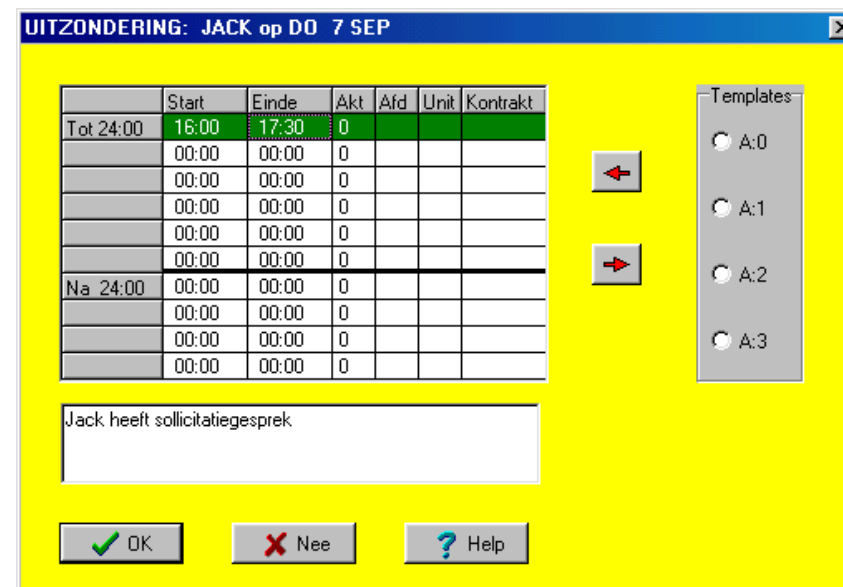 UITZONDERING: JACK op DO 7 SEP
Start Einde Akt Afd Unit Kontrakt
Tot 24:00 16:00 17:30 0
00:00 00:00 0
00:00 00:00 0
00:00 00:00 0
00:00 00:00 0
00:00 00:00 0
Na 24:00 00:00 00:00 0
00:00 00:00 0
00:00 00:00 0
00:00 00:00 0
Templates
A:0
A:1
A:2
A:3
Jack heeft sollicitatiegesprek
OK Nee Help